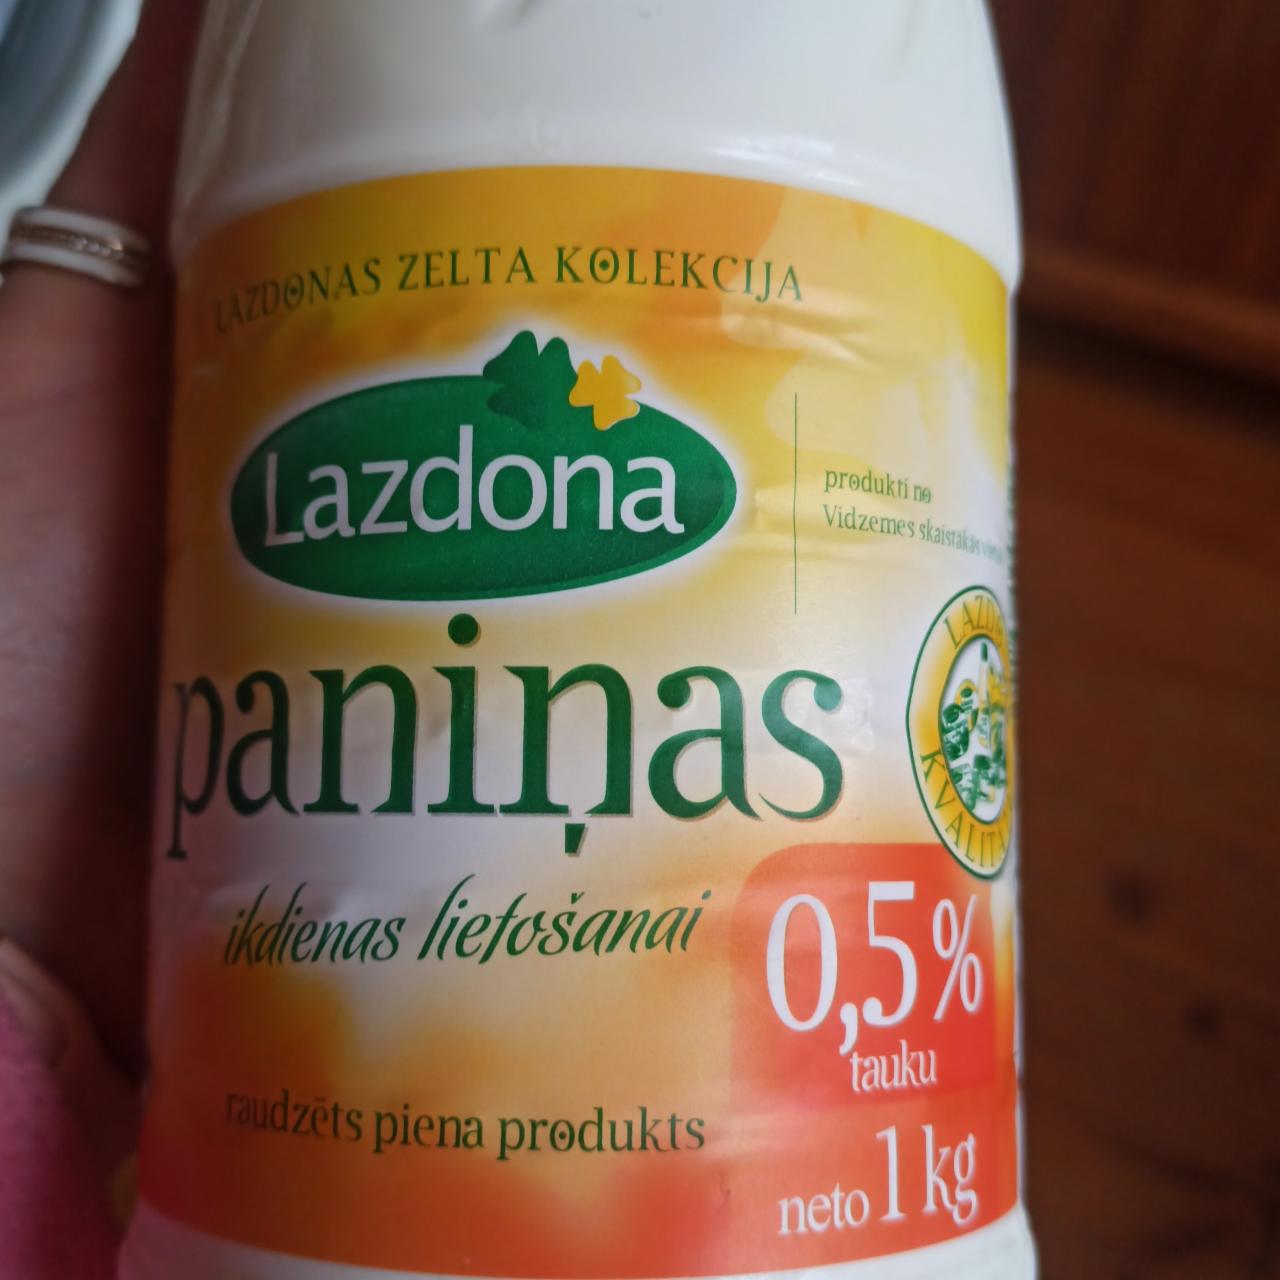 LAZDONAS ZELTA KOLEKCIJA
Lazdona
produkti no
Vidzemes skaistākās
paniņas
KVALITA
ikdienas lietošanai
0,5%
tauku
raudzēts piena produkts
neto 1 kg